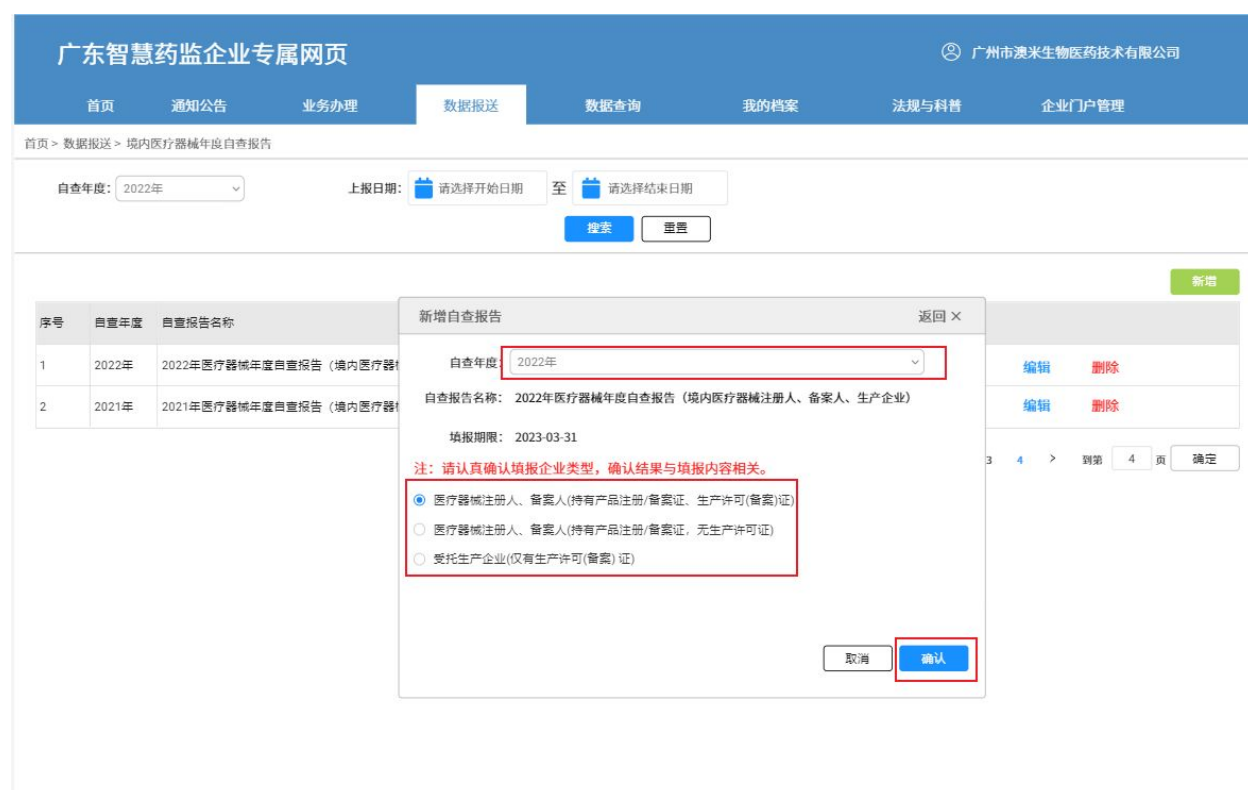 广东智慧药监企业专属网页
广州市澳米生物医药技术有限公司
首页 通知公告 业务办理 数据报送 数据查询 我的档案 法规与科普 企业门户管理
首页 > 数据报送 > 境内医疗器械年度自查报告
自查年度: 2022年 上报日期: 请选择开始日期 至 请选择结束日期
搜索 重置
新增
序号 自查年度 自查报告名称
1 2022年 2022年医疗器械年度自查报告（境内医疗器 编辑 删除
2 2021年 2021年医疗器械年度自查报告（境内医疗器 编辑 删除
3 4 > 到第 4 页 确定
新增自查报告 返回 ×
自查年度: 2022年
自查报告名称： 2022年医疗器械年度自查报告（境内医疗器械注册人、备案人、生产企业）
填报期限： 2023-03-31
注：请认真确认填报企业类型，确认结果与填报内容相关。
医疗器械注册人、备案人(持有产品注册/备案证、生产许可(备案)证)
医疗器械注册人、备案人(持有产品注册/备案证，无生产许可证)
受托生产企业(仅有生产许可(备案) 证)
取消 确认